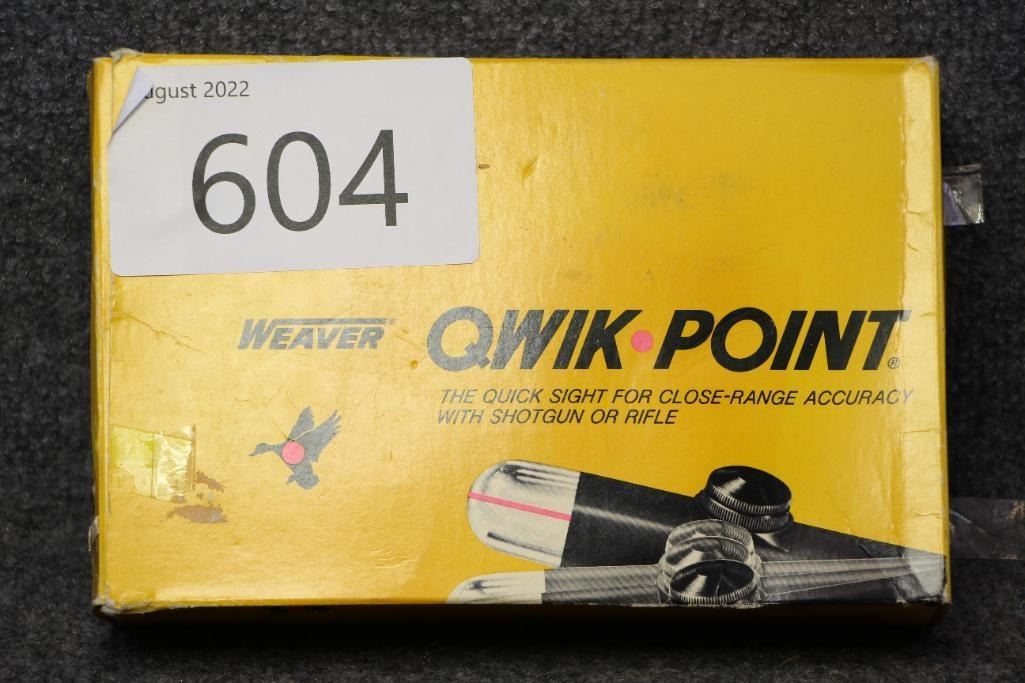 ugust 2022
604
WEAVER® QWIK•POINT®
THE QUICK SIGHT FOR CLOSE-RANGE ACCURACY
WITH SHOTGUN OR RIFLE